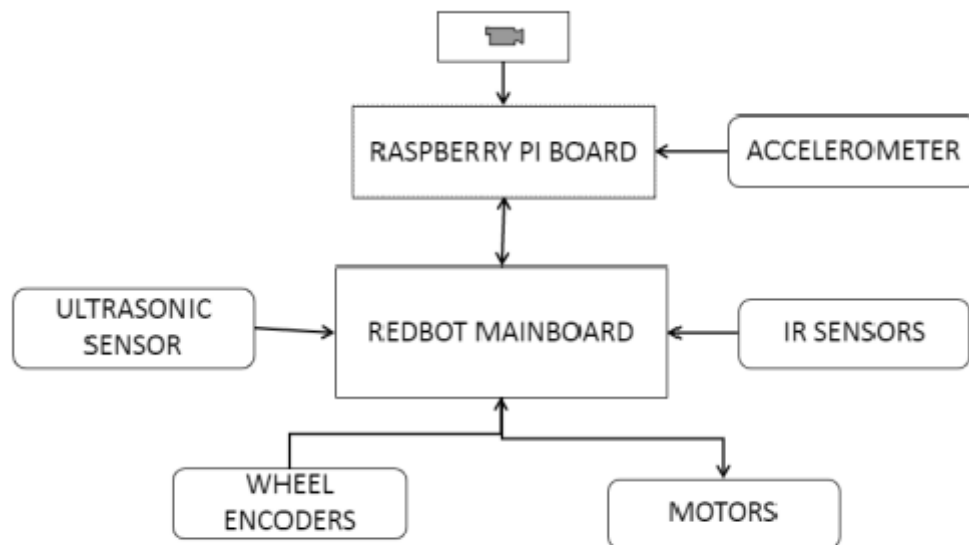 RASPBERRY PI BOARD
ACCELEROMETER
ULTRASONIC
SENSOR
REDBOT MAINBOARD
IR SENSORS
WHEEL
ENCODERS
MOTORS